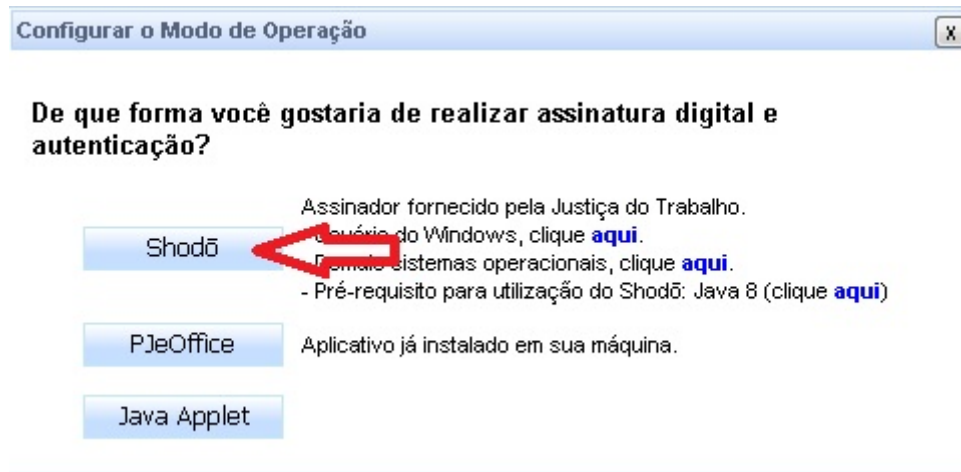 Configurar o Modo de Operação
x
De que forma você gostaria de realizar assinatura digital e
autenticação?
Assinador fornecido pela Justiça do Trabalho.
Shodō
- Usuário do Windows, clique aqui.
- Demais sistemas operacionais, clique aqui.
- Pré-requisito para utilização do Shodō: Java 8 (clique aqui)
PJeOffice
Aplicativo já instalado em sua máquina.
Java Applet